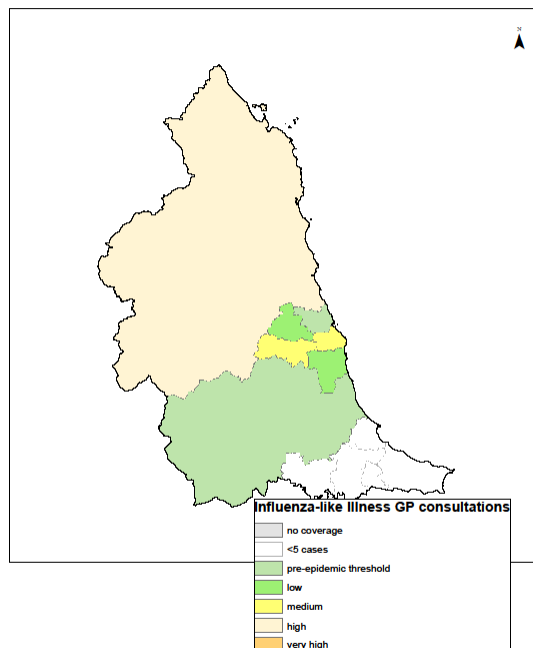 N
Influenza-like Illness GP consultations
no coverage
<5 cases
pre-epidemic threshold
low
medium
high
very high